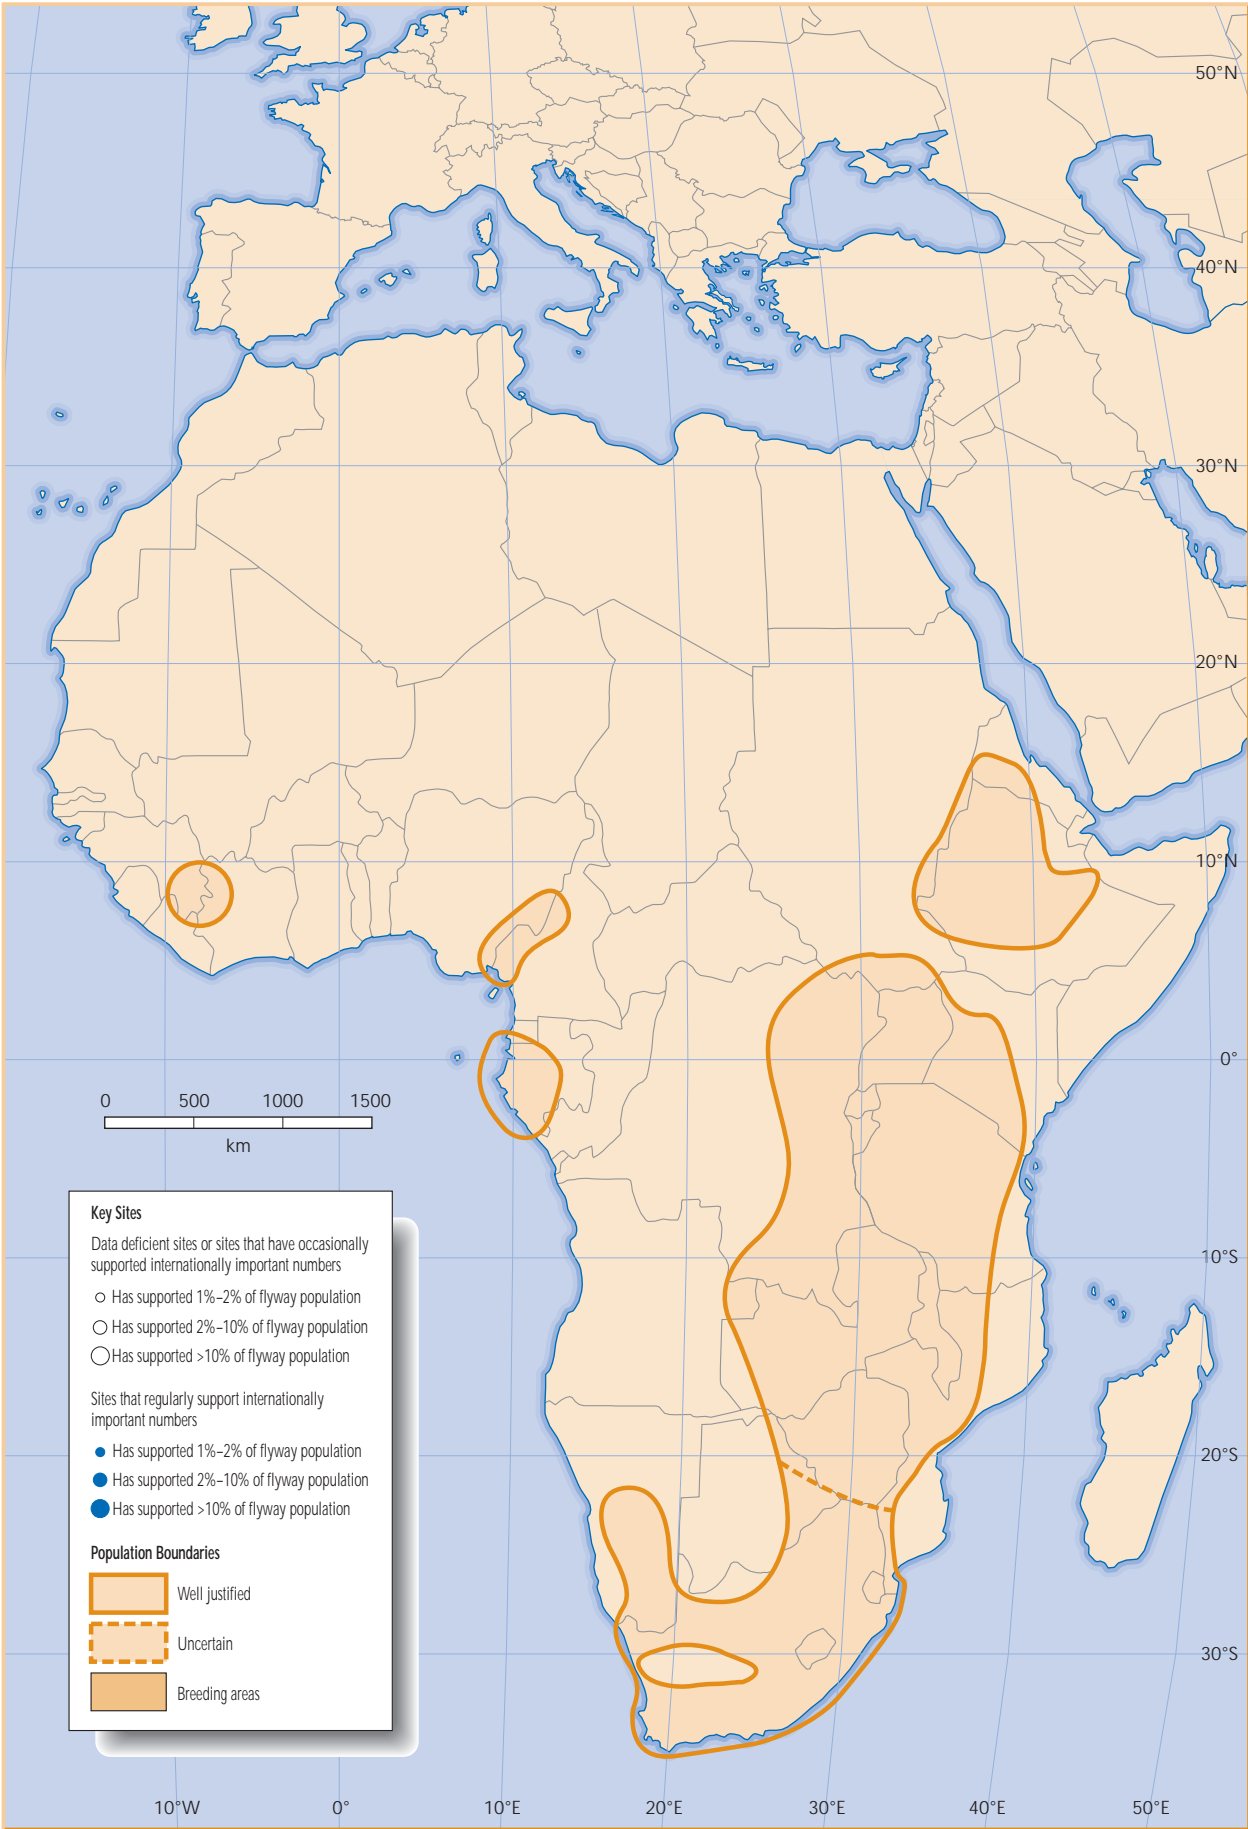 50°N
40°N
30°N
20°N
10°N
0°
0 500 1000 1500
km
Key Sites
Data deficient sites or sites that have occasionally
supported internationally important numbers
Has supported 1%–2% of flyway population
Has supported 2%–10% of flyway population
Has supported >10% of flyway population
Sites that regularly support internationally
important numbers
Has supported 1%–2% of flyway population
Has supported 2%–10% of flyway population
Has supported >10% of flyway population
Population Boundaries
Well justified
Uncertain
Breeding areas
10°S
20°S
30°S
10°W 0° 10°E 20°E 30°E 40°E 50°E